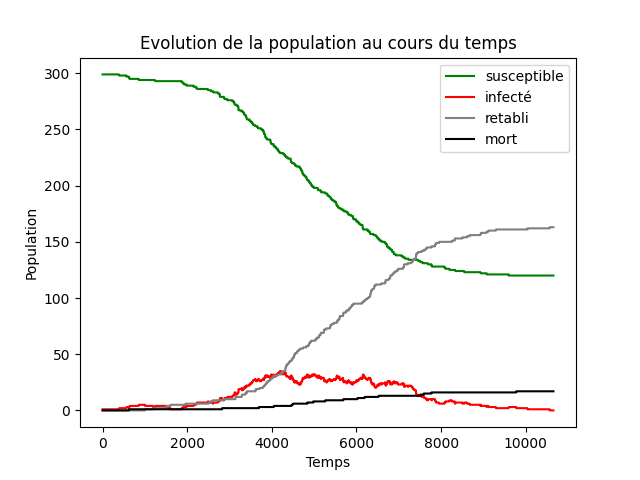 Evolution de la population au cours du temps
susceptible
infecté
retabli
mort
300
250
200
150
100
50
0
Population
0 2000 4000 6000 8000 10000
Temps